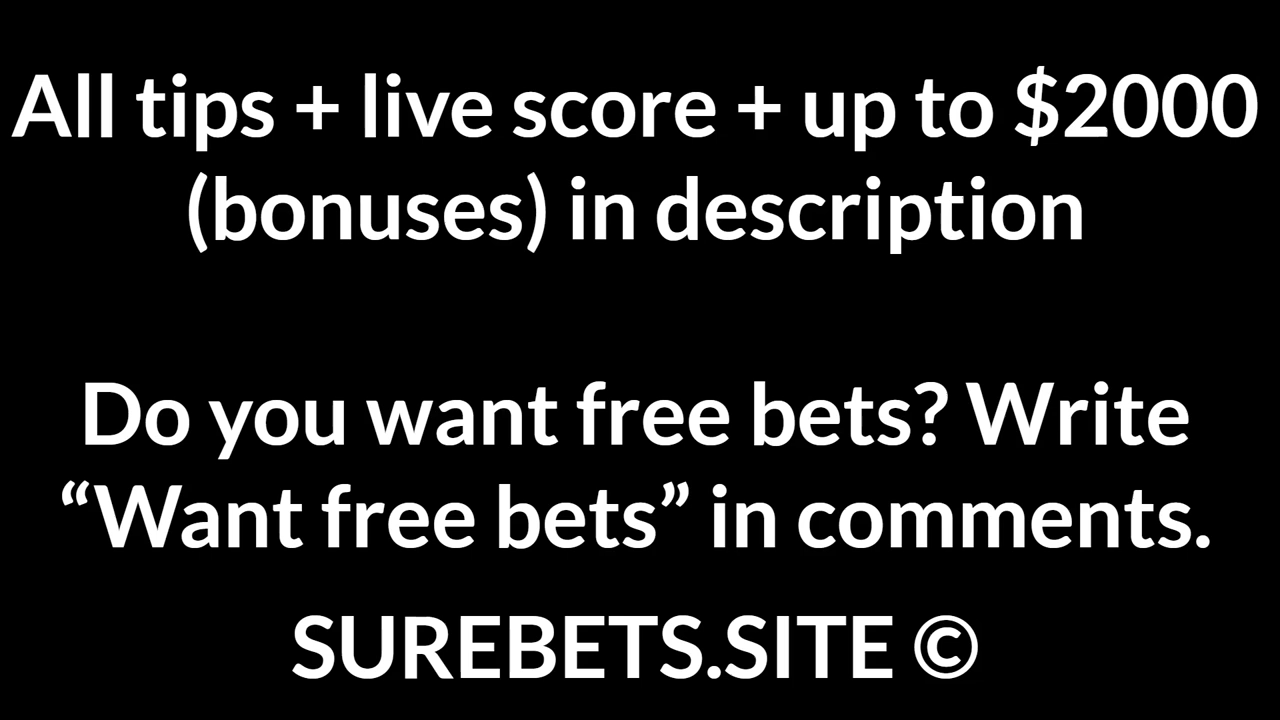 All tips + live score + up to $2000
(bonuses) in description
Do you want free bets? Write
“Want free bets” in comments.
SUREBETS.SITE ©